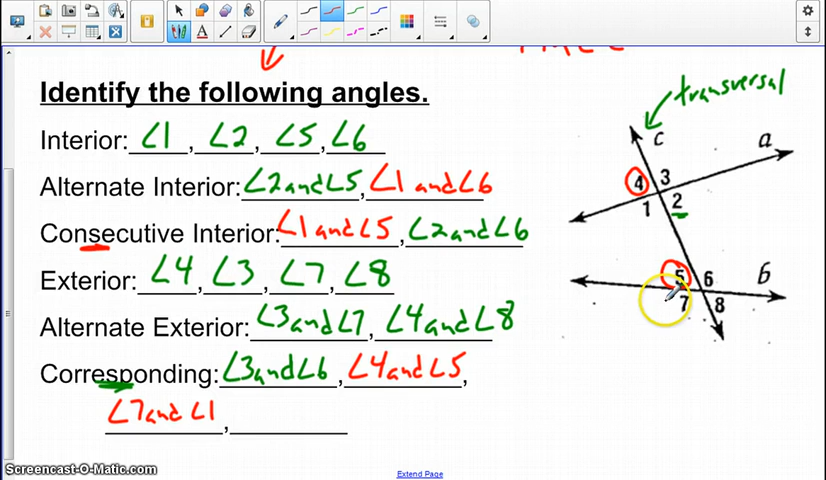 transversal
Identify the following angles.
Interior: ∠1, ∠2, ∠5, ∠6
Alternate Interior: ∠2 and ∠5, ∠1 and ∠6
Consecutive Interior: ∠1 and ∠5, ∠2 and ∠6
Exterior: ∠4, ∠3, ∠7, ∠8
Alternate Exterior: ∠3 and ∠7, ∠4 and ∠8
Corresponding: ∠3 and ∠6, ∠4 and ∠5,
∠7 and ∠1,
c
a
4 3
1 2
5 6 b
7 8
Screencast-O-Matic.com
Extend Page